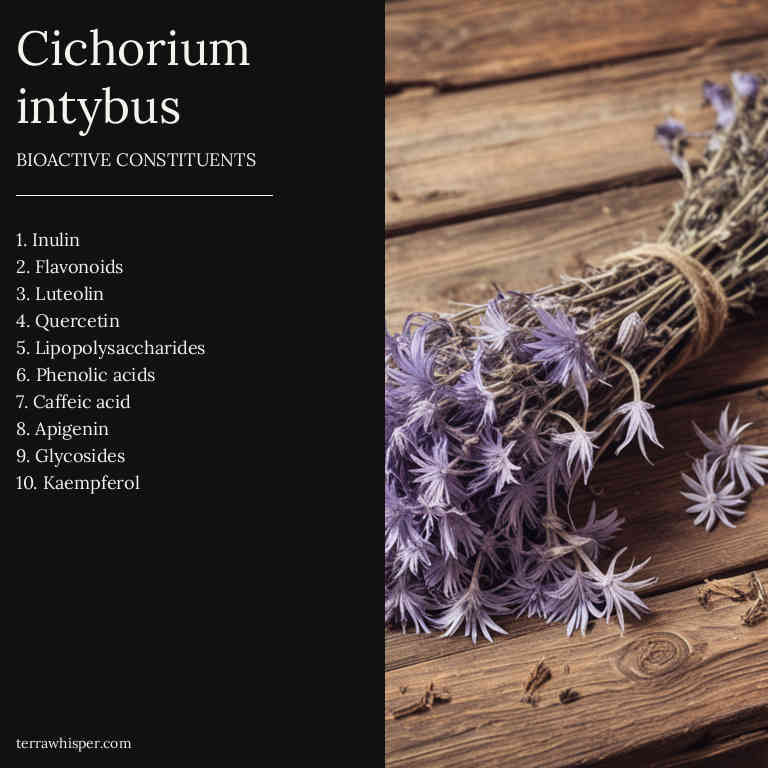 Cichorium
intybus
BIOACTIVE CONSTITUENTS
1. Inulin
2. Flavonoids
3. Luteolin
4. Quercetin
5. Lipopolysaccharides
6. Phenolic acids
7. Caffeic acid
8. Apigenin
9. Glycosides
10. Kaempferol
terrawhisper.com